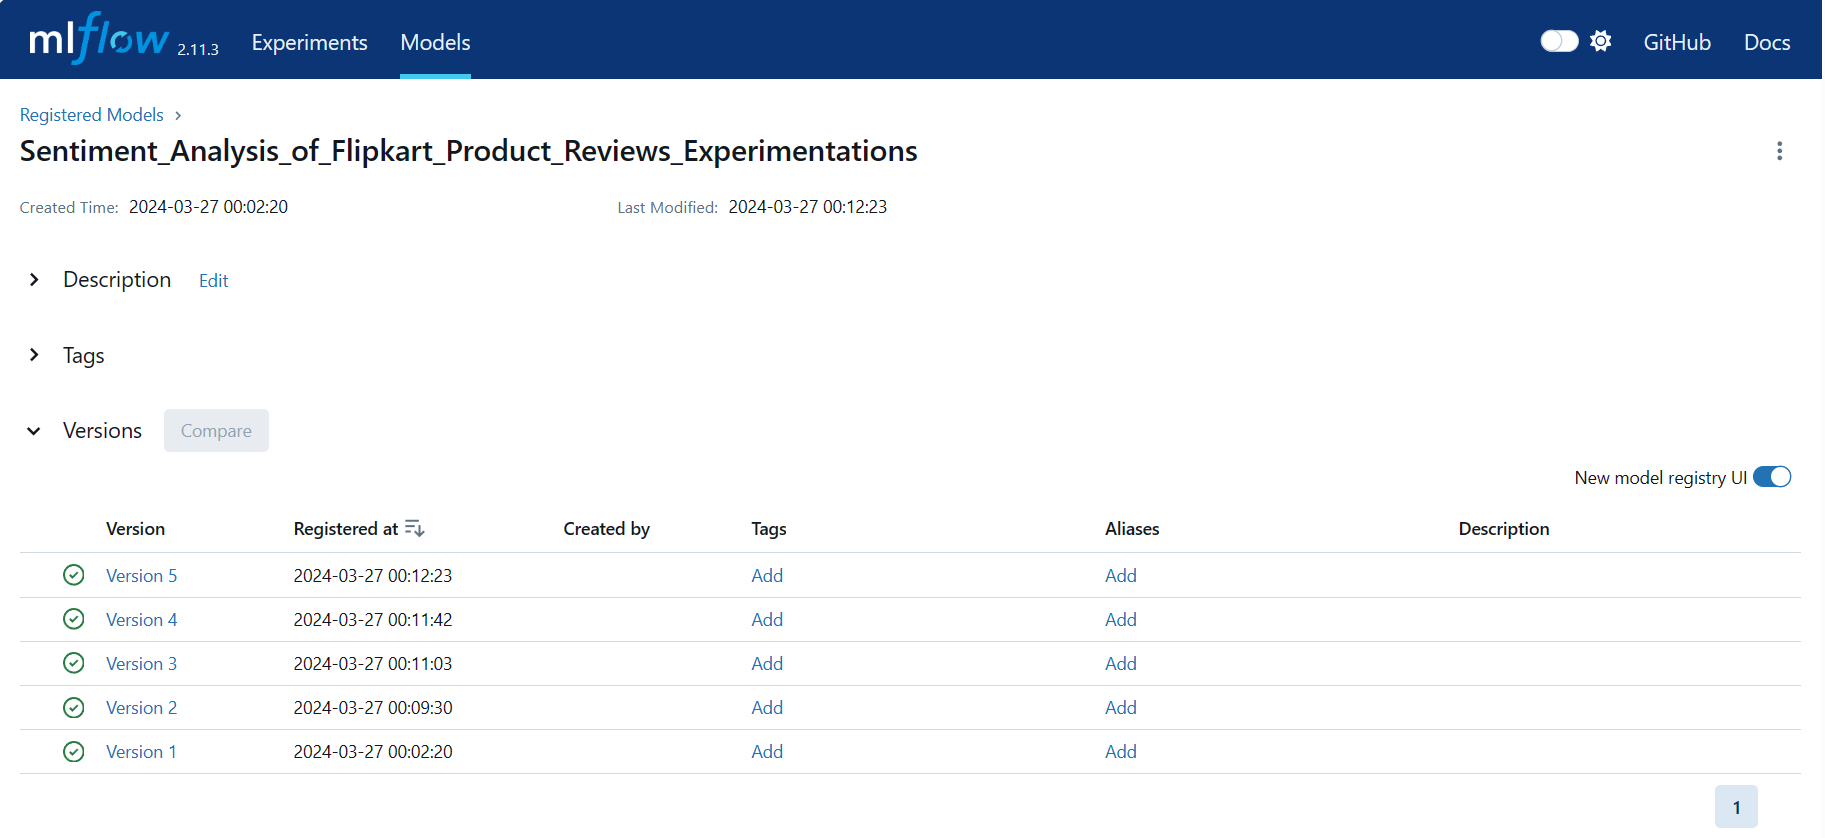 mlflow 2.11.3 Experiments Models GitHub Docs
Registered Models
Sentiment_Analysis_of_Flipkart_Product_Reviews_Experimentations
Created Time: 2024-03-27 00:02:20 Last Modified: 2024-03-27 00:12:23
Description Edit
Tags
Versions Compare
New model registry UI
Version Registered at Created by Tags Aliases Description
Version 5 2024-03-27 00:12:23 Add Add
Version 4 2024-03-27 00:11:42 Add Add
Version 3 2024-03-27 00:11:03 Add Add
Version 2 2024-03-27 00:09:30 Add Add
Version 1 2024-03-27 00:02:20 Add Add
1